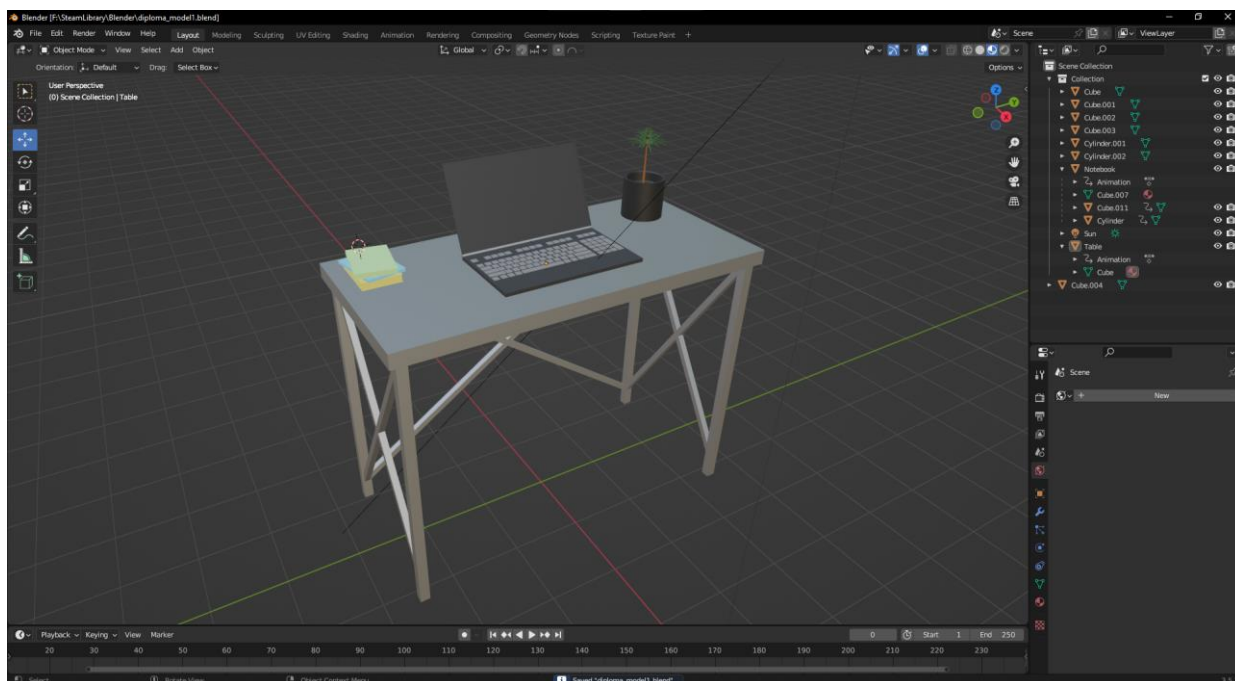 Blender [F:\SteamLibrary\Blender\diploma_model1.blend]
File Edit Render Window Help Layout Modeling Sculpting UV Editing Shading Animation Rendering Compositing Geometry Nodes Scripting Texture Paint + Scene ViewLayer
Object Mode View Select Add Object Global
Orientation: Default Drag: Select Box Options
User Perspective
(0) Scene Collection | Table
Z
Y
X
Scene Collection
Collection
Cube
Cube.001
Cube.002
Cube.003
Cylinder.001
Cylinder.002
Notebook
Animation
Cube.007
Cube.011
Cylinder
Sun
Table
Animation
Cube
Cube.004
Scene
+ New
Playback Keying View Marker 0 Start 1 End 250
20 30 40 50 60 70 80 90 100 110 120 130 140 150 160 170 180 190 200 210 220 230
Select Rotate View Object Context Menu Saved "diploma_model1.blend" 3.5